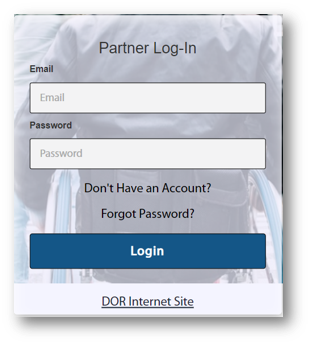 Partner Log-In
Email
Email
Password
Password
Don't Have an Account?
Forgot Password?
Login
DOR Internet Site